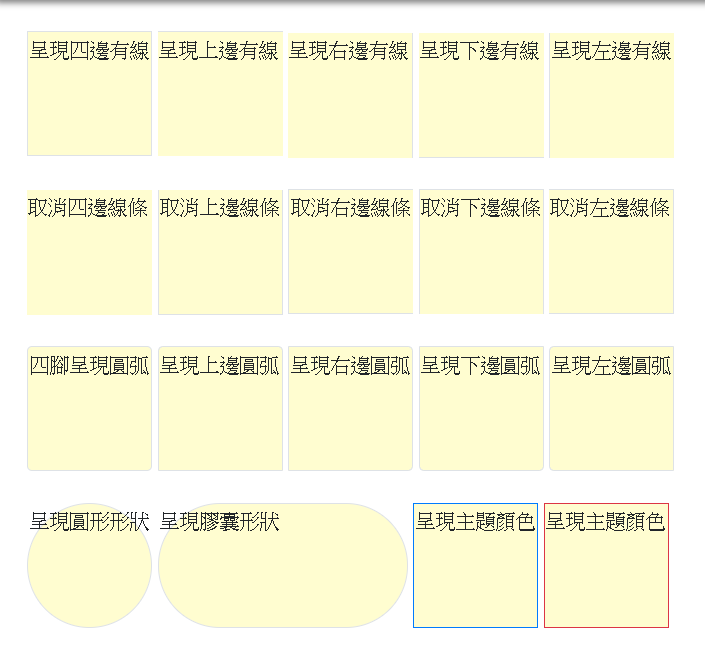 呈現四邊有線
呈現上邊有線
呈現右邊有線
呈現下邊有線
呈現左邊有線
取消四邊線條
取消上邊線條
取消右邊線條
取消下邊線條
取消左邊線條
四腳呈現圓弧
呈現上邊圓弧
呈現右邊圓弧
呈現下邊圓弧
呈現左邊圓弧
呈現圓形形狀
呈現膠囊形狀
呈現主題顏色
呈現主題顏色